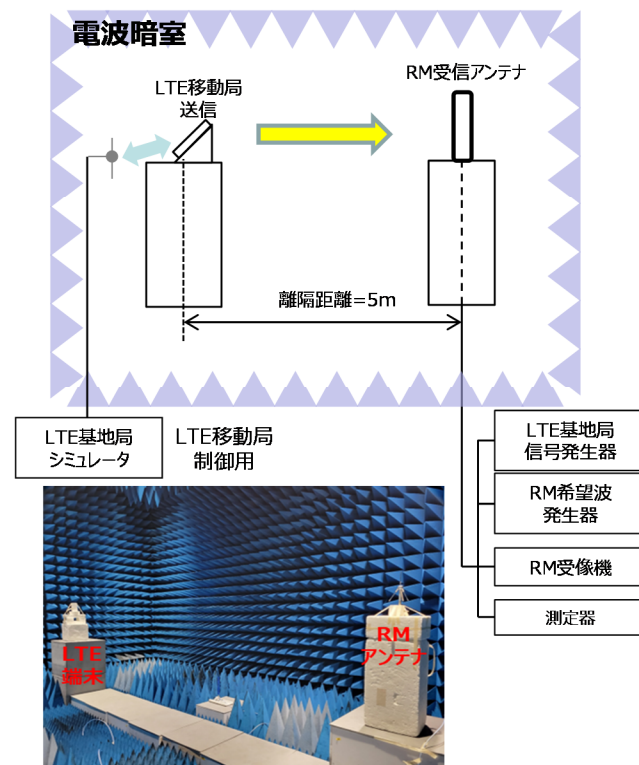 電波暗室
LTE移動局
送信
RM受信アンテナ
離隔距離=5m
LTE基地局
シミュレータ
LTE移動局
制御用
LTE基地局
信号発生器
RM希望波
発生器
RM受像機
測定器
LTE
端末
RM
アンテナ